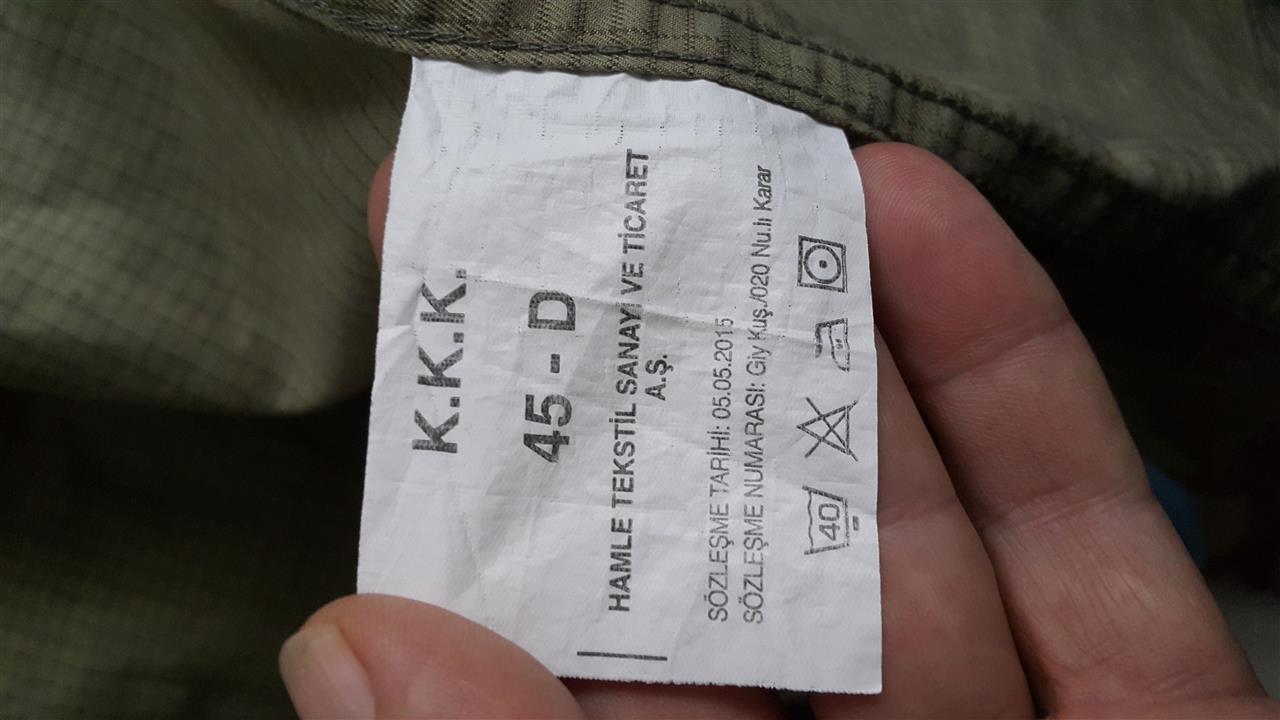 K.K.K.
45 - D
HAMLE TEKSTİL SANAYİ VE TİCARET
A.Ş.
SÖZLEŞME TARİHİ: 05.05.2015
SÖZLEŞME NUMARASI: Giy Kuş./020 Nu.lı Karar
40